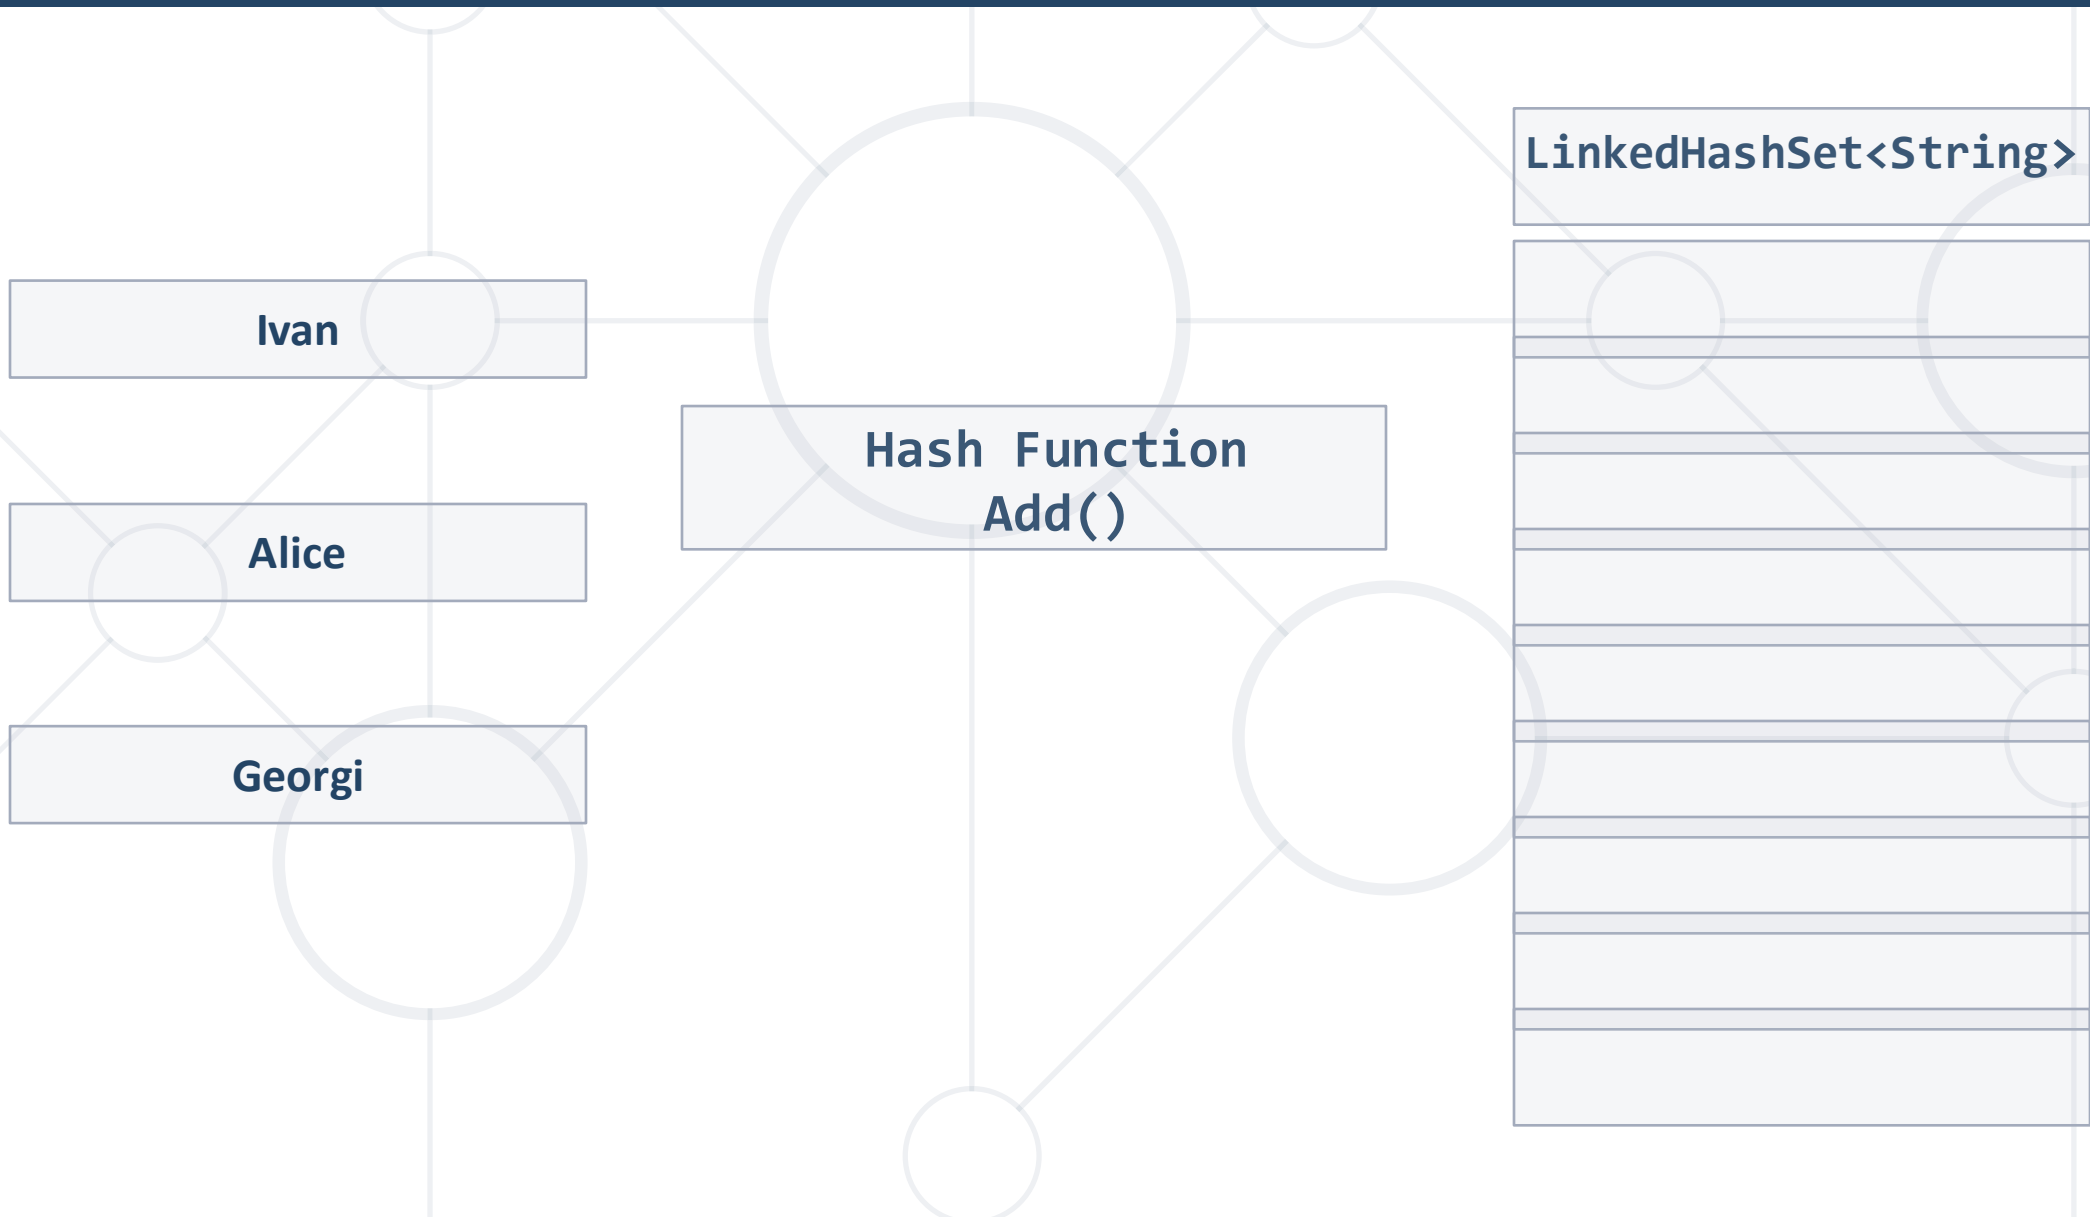 LinkedHashSet<String>
Ivan
Hash Function
Add()
Alice
Georgi